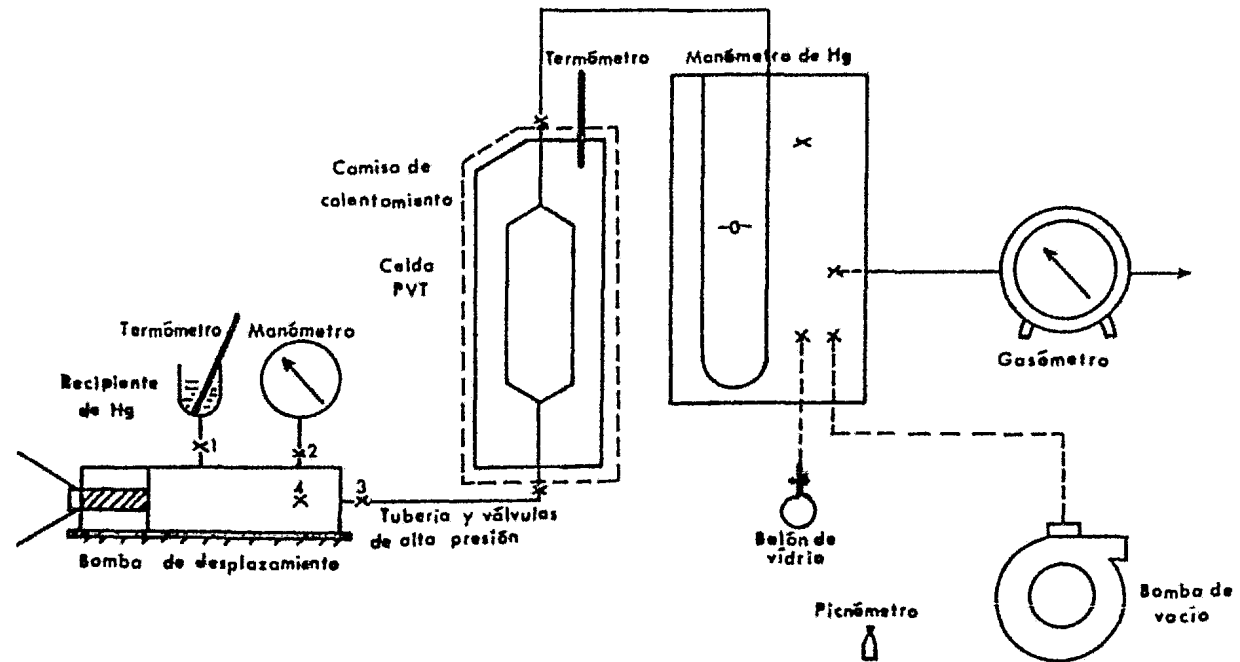 Termómetro
Manómetro de Hg
Camisa de
calentamiento
Celda
PVT
Termómetro
Manómetro
Recipiente
de Hg
1
2
4
3
Tubería y válvulas
de alta presión
Bomba de desplazamiento
-0-
Gasómetro
Balón de
vidrio
Picnómetro
Bomba de
vacío